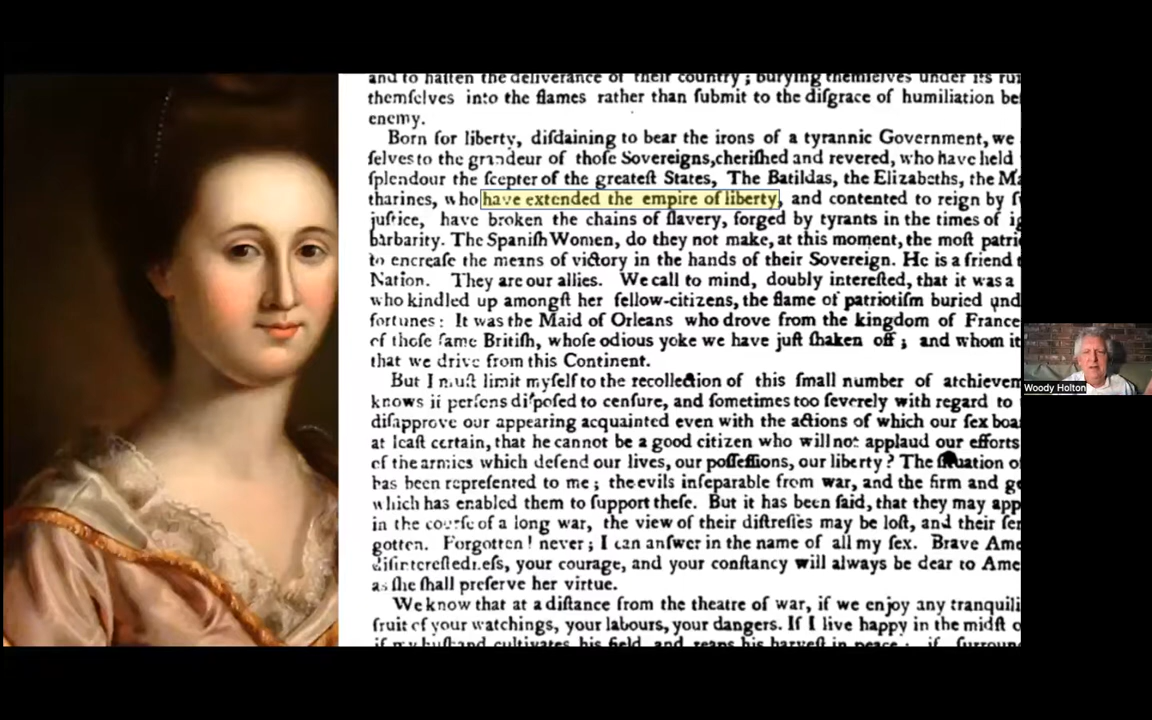 and to haſten the deliverance of their country; burying themſelves under its rui
themſelves into the flames rather than ſubmit to the diſgrace of humiliation be
enemy.
Born for liberty, diſdaining to bear the irons of a tyrannic Government, we
ſelves to the grandeur of thoſe Sovereigns, cheriſhed and revered, who have held
ſplendour the ſcepter of the greateſt States, The Batildas, the Elizabeths, the Ma
tharines, who have extended the empire of liberty, and contented to reign by ſ
juſtice, have broken the chains of ſlavery, forged by tyrants in the times of ig
barbarity. The Spaniſh Women, do they not make, at this moment, the moſt patri
to encreaſe the means of victory in the hands of their Sovereign. He is a friend t
Nation. They are our allies. We call to mind, doubly intereſted, that it was a
who kindled up amongſt her fellow-citizens, the flame of patriotiſm buried und
fortunes: It was the Maid of Orleans who drove from the kingdom of France
of thoſe ſame Britiſh, whoſe odious yoke we have juſt ſhaken off; and whom it
that we drive from this Continent.
But I muſt limit myſelf to the recollection of this ſmall number of atchievem
knows if perſons diſpoſed to cenſure, and ſometimes too ſeverely with regard to
diſapprove our appearing acquainted even with the actions of which our ſex boa
at leaſt certain, that he cannot be a good citizen who will not applaud our efforts
of the armies which defend our lives, our poſſeſſions, our liberty? The ſituation o
has been repreſented to me; the evils inſeparable from war, and the firm and ge
which has enabled them to ſupport theſe. But it has been ſaid, that they may app
in the courſe of a long war, the view of their diſtreſſes may be loſt, and their ſer
gotten. Forgotten! never; I can anſwer in the name of all my ſex. Brave Ame
diſintereſtedneſs, your courage, and your conſtancy will always be dear to Ame
as ſhe ſhall preſerve her virtue.
We know that at a diſtance from the theatre of war, if we enjoy any tranquili
fruit of your watchings, your labours, your dangers. If I live happy in the midſt o
if my huſband cultivates his field, and reaps his harveſt in peace; if, ſurroun
Woody Holton